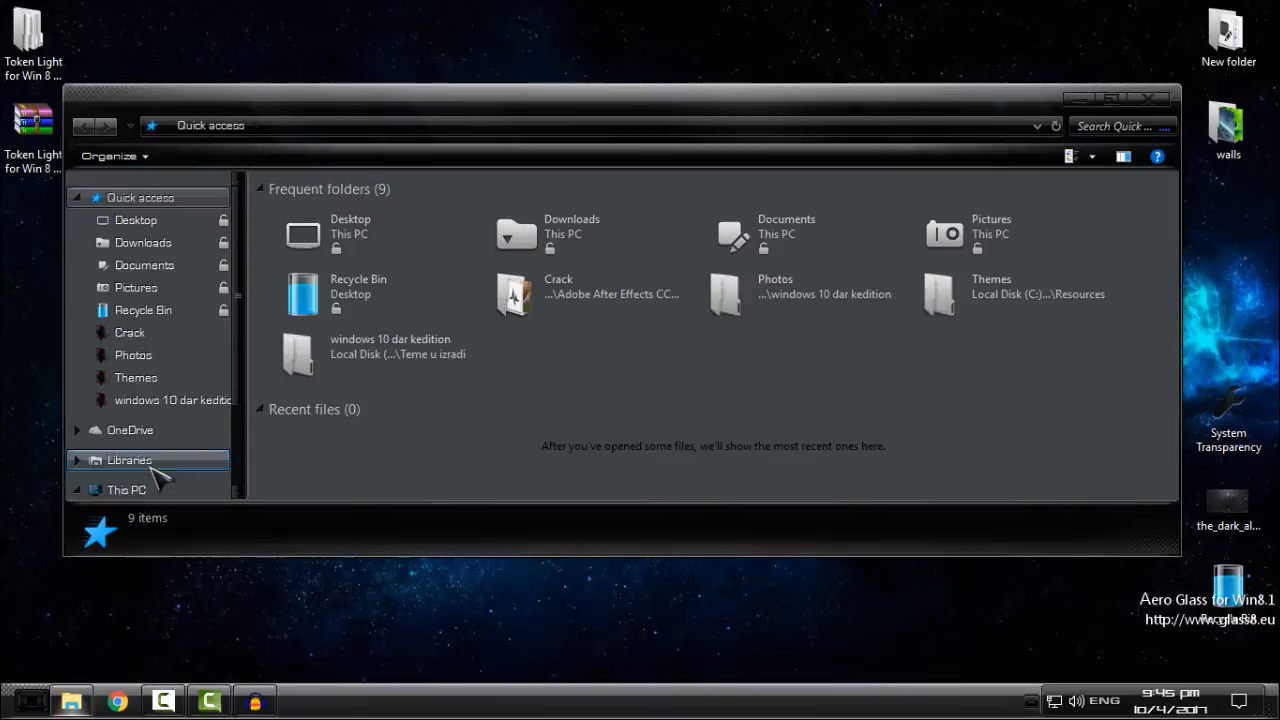 Token Light
for Win 8 ...
Token Light
for Win 8 ...
New folder
walls
System
Transparency
the_dark_al...
Aero Glass for Win8.1
http://www.glass8.eu
Quick access
Search Quick ...
Organize
Quick access
Desktop
Downloads
Documents
Pictures
Recycle Bin
Crack
Photos
Themes
windows 10 dar keditic
OneDrive
Libraries
This PC
Frequent folders (9)
Desktop
This PC
Downloads
This PC
Documents
This PC
Pictures
This PC
Recycle Bin
Desktop
Crack
...\Adobe After Effects CC...
Photos
...\windows 10 dar kedition
Themes
Local Disk (C:)...\Resources
windows 10 dar kedition
Local Disk (...\Teme u izradi
Recent files (0)
After you've opened some files, we'll show the most recent ones here.
9 items
ENG
9:45 pm
10/4/2017